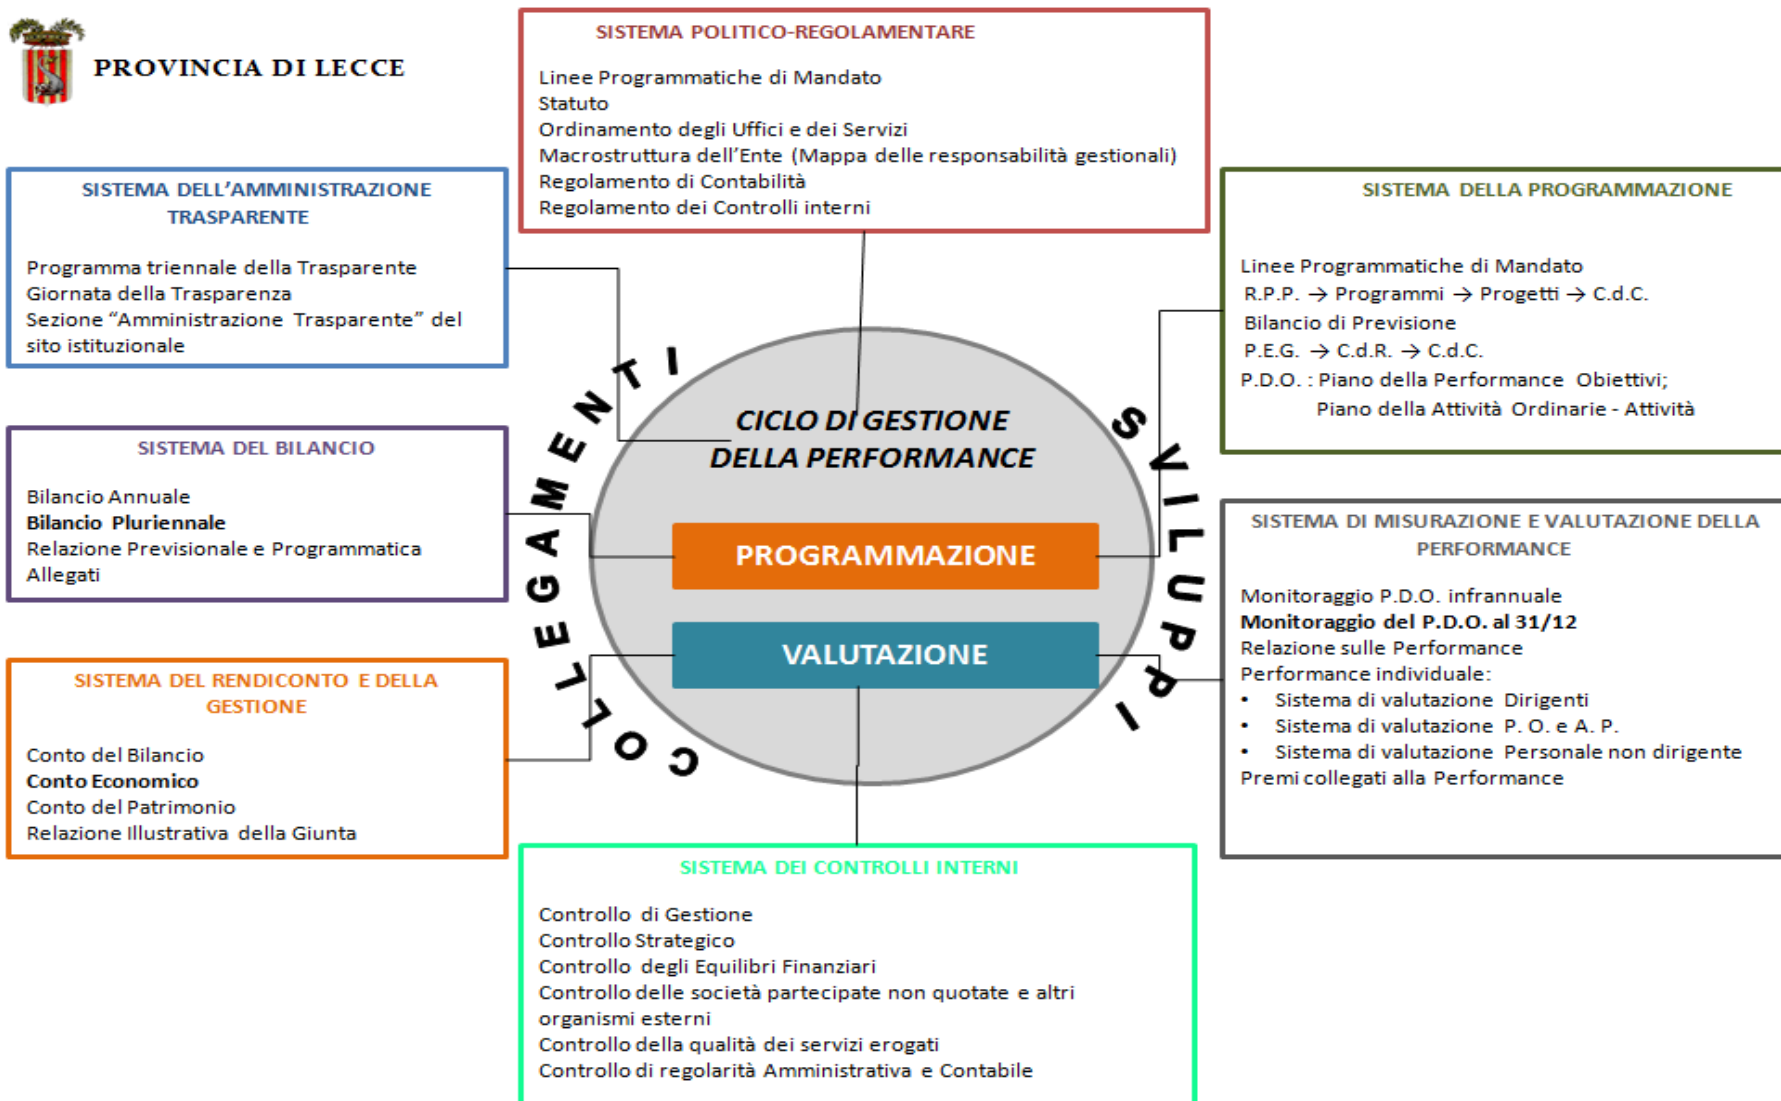 PROVINCIA DI LECCE
SISTEMA POLITICO-REGOLAMENTARE
Linee Programmatiche di Mandato
Statuto
Ordinamento degli Uffici e dei Servizi
Macrostruttura dell’Ente (Mappa delle responsabilità gestionali)
Regolamento di Contabilità
Regolamento dei Controlli interni
SISTEMA DELL’AMMINISTRAZIONE
TRASPARENTE
Programma triennale della Trasparente
Giornata della Trasparenza
Sezione “Amministrazione Trasparente” del
sito istituzionale
SISTEMA DELLA PROGRAMMAZIONE
Linee Programmatiche di Mandato
R.P.P. → Programmi → Progetti → C.d.C.
Bilancio di Previsione
P.E.G. → C.d.R. → C.d.C.
P.D.O. : Piano della Performance Obiettivi;
Piano della Attività Ordinarie - Attività
SISTEMA DEL BILANCIO
Bilancio Annuale
Bilancio Pluriennale
Relazione Previsionale e Programmatica
Allegati
COLLEGAMENTI
CICLO DI GESTIONE
DELLA PERFORMANCE
PROGRAMMAZIONE
VALUTAZIONE
SVILUPPI
SISTEMA DI MISURAZIONE E VALUTAZIONE DELLA
PERFORMANCE
Monitoraggio P.D.O. infrannuale
Monitoraggio del P.D.O. al 31/12
Relazione sulle Performance
Performance individuale:
• Sistema di valutazione Dirigenti
• Sistema di valutazione P. O. e A. P.
• Sistema di valutazione Personale non dirigente
Premi collegati alla Performance
SISTEMA DEL RENDICONTO E DELLA
GESTIONE
Conto del Bilancio
Conto Economico
Conto del Patrimonio
Relazione Illustrativa della Giunta
SISTEMA DEI CONTROLLI INTERNI
Controllo di Gestione
Controllo Strategico
Controllo degli Equilibri Finanziari
Controllo delle società partecipate non quotate e altri
organismi esterni
Controllo della qualità dei servizi erogati
Controllo di regolarità Amministrativa e Contabile